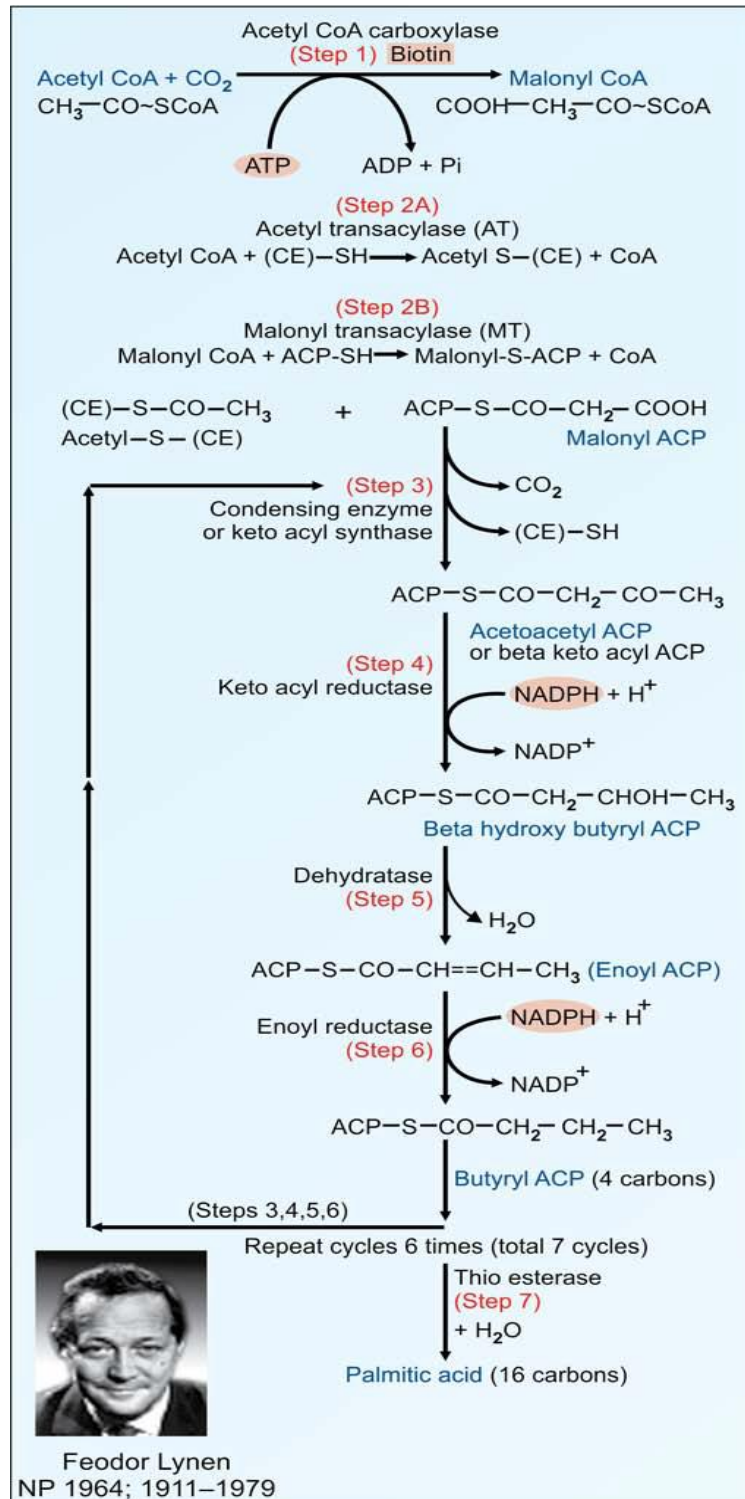 Acetyl CoA carboxylase
(Step 1) Biotin
Acetyl CoA + CO₂ Malonyl CoA
CH₃–CO~SCoA COOH–CH₃–CO~SCoA
ATP ADP + Pi
(Step 2A)
Acetyl transacylase (AT)
Acetyl CoA + (CE)–SH → Acetyl S–(CE) + CoA
(Step 2B)
Malonyl transacylase (MT)
Malonyl CoA + ACP-SH → Malonyl-S-ACP + CoA
(CE)–S–CO–CH₃ + ACP–S–CO–CH₂–COOH
Acetyl–S–(CE) Malonyl ACP
(Step 3) CO₂
Condensing enzyme
or keto acyl synthase (CE)–SH
ACP–S–CO–CH₂–CO–CH₃
Acetoacetyl ACP
or beta keto acyl ACP
(Step 4)
Keto acyl reductase NADPH + H⁺
NADP⁺
ACP–S–CO–CH₂–CHOH–CH₃
Beta hydroxy butyryl ACP
Dehydratase
(Step 5) H₂O
ACP–S–CO–CH==CH–CH₃ (Enoyl ACP)
Enoyl reductase NADPH + H⁺
(Step 6)
NADP⁺
ACP–S–CO–CH₂–CH₂–CH₃
Butyryl ACP (4 carbons)
(Steps 3,4,5,6)
Repeat cycles 6 times (total 7 cycles)
Thio esterase
(Step 7)
+ H₂O
Palmitic acid (16 carbons)
Feodor Lynen
NP 1964; 1911–1979